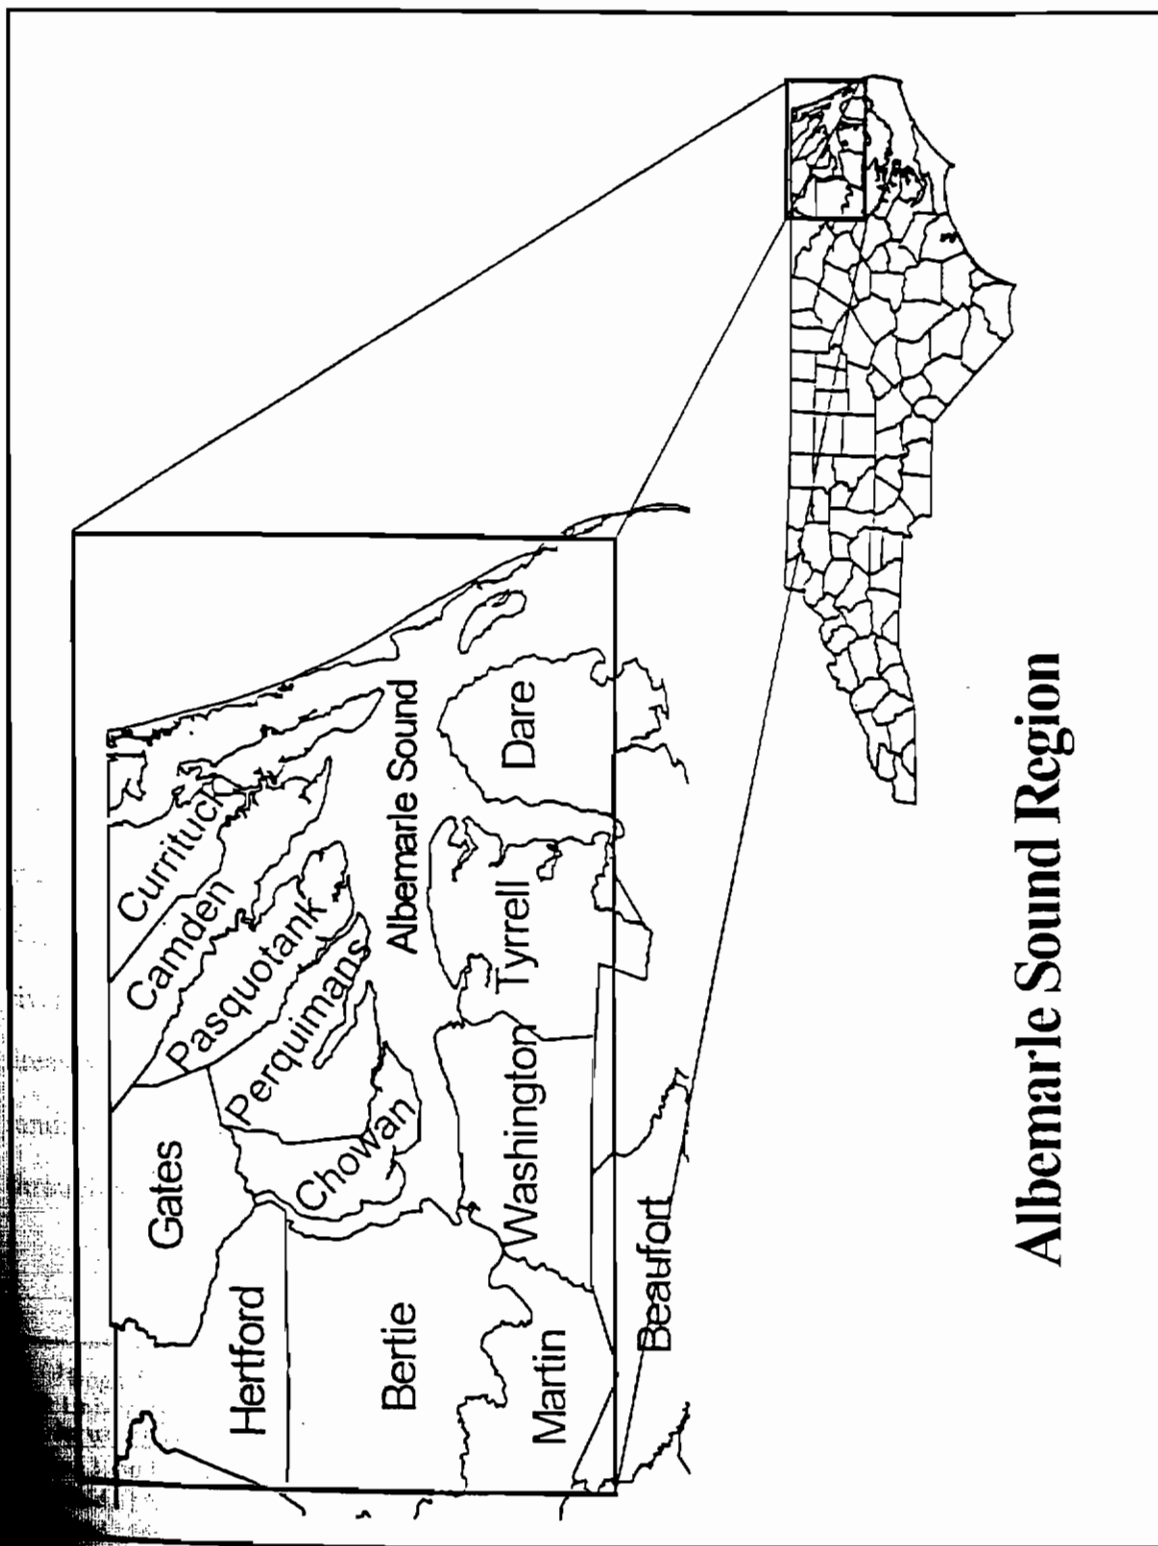 Currituck
Camden
Pasquotank
Perquimans
Gates
Chowan
Hertford
Albemarle Sound
Bertie
Dare
Tyrrell
Washington
Martin
Beaufort
Albemarle Sound Region